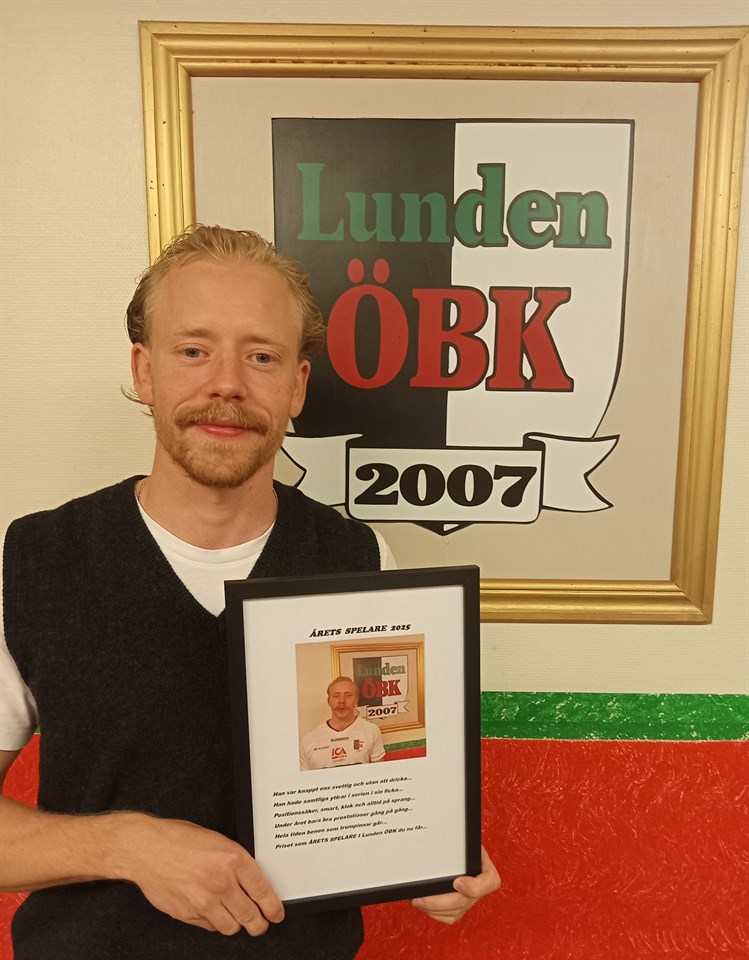 Lunden
ÖBK
2007
ÅRETS SPELARE 2025
Lunden
ÖBK
2007
ICA
Han var knappt ens svettig och utan att dricka...
Han hade samtliga yttrar i serien i sin ficka...
Positionssäker, smart, klok och alltid på språng...
Under året bara bra prestationer gång på gång...
Hela tiden benen som trumpinnar går...
Priset som ÅRETS SPELARE i Lunden ÖBK du nu får...